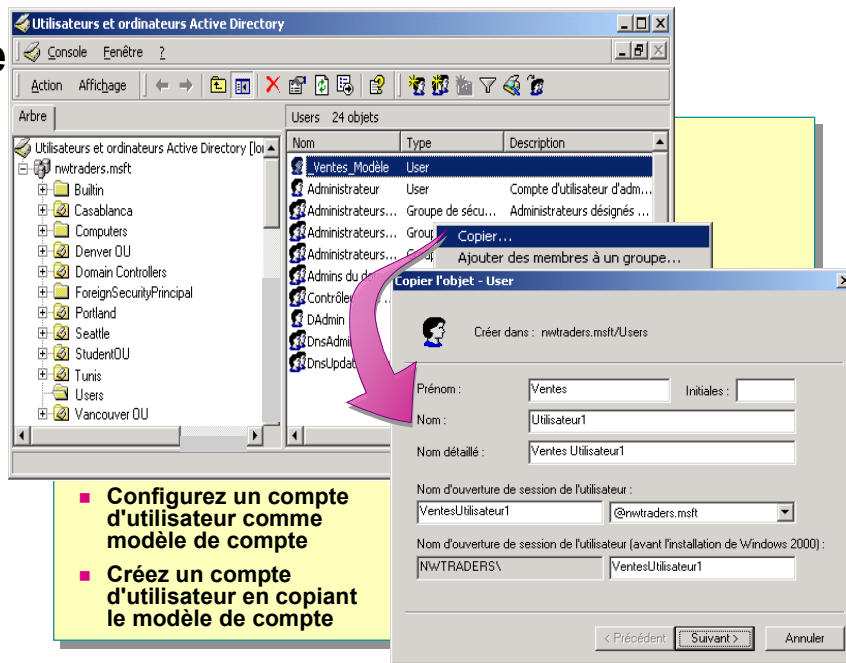 e
Utilisateurs et ordinateurs Active Directory
Console Fenêtre ?
Action Affichage
Arbre
Users 24 objets
Utilisateurs et ordinateurs Active Directory [lo
nwtraders.msft
Builtin
Casablanca
Computers
Denver OU
Domain Controllers
ForeignSecurityPrincipal
Portland
Seattle
StudentOU
Tunis
Users
Vancouver OU
Nom Type Description
_Ventes_Modèle User
Administrateur User Compte d'utilisateur d'adm...
Administrateurs... Groupe de sécu... Administrateurs désignés ...
Administrateurs... Group
Administrateurs...
Admins du do
Contrôle
DAdmin
DnsAdmi
DnsUpdat
Copier...
Ajouter des membres à un groupe...
Copier l'objet - User
Créer dans : nwtraders.msft/Users
Prénom : Ventes Initiales :
Nom : Utilisateur1
Nom détaillé : Ventes Utilisateur1
Nom d'ouverture de session de l'utilisateur :
VentesUtilisateur1 @nwtraders.msft
Nom d'ouverture de session de l'utilisateur (avant l'installation de Windows 2000) :
NWTRADERS\ VentesUtilisateur1
< Précédent Suivant > Annuler
Configurez un compte
d'utilisateur comme
modèle de compte
Créez un compte
d'utilisateur en copiant
le modèle de compte